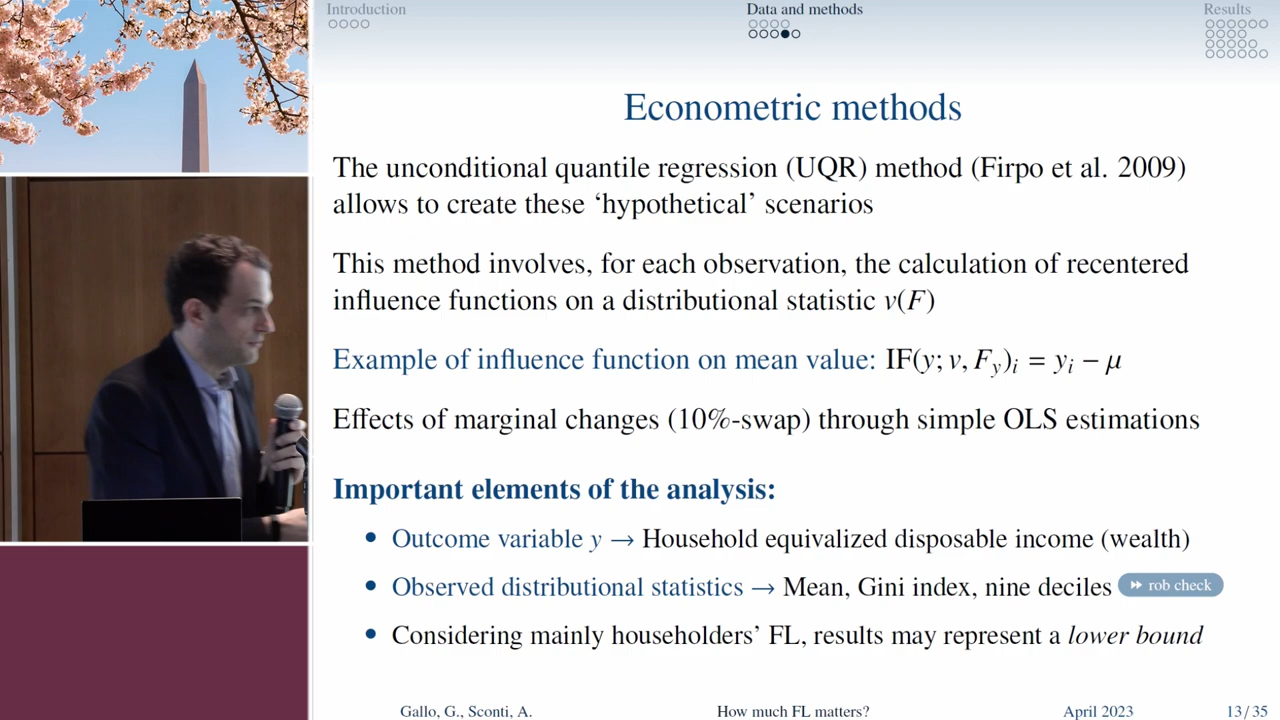 Introduction
Data and methods
Results
Econometric methods
The unconditional quantile regression (UQR) method (Firpo et al. 2009)
allows to create these ‘hypothetical’ scenarios
This method involves, for each observation, the calculation of recentered
influence functions on a distributional statistic v(F)
Example of influence function on mean value: IF(y; v, F_y)_i = y_i − μ
Effects of marginal changes (10%-swap) through simple OLS estimations
Important elements of the analysis:
• Outcome variable y → Household equivalized disposable income (wealth)
• Observed distributional statistics → Mean, Gini index, nine deciles rob check
• Considering mainly householders’ FL, results may represent a lower bound
Gallo, G., Sconti, A. How much FL matters? April 2023 13/35